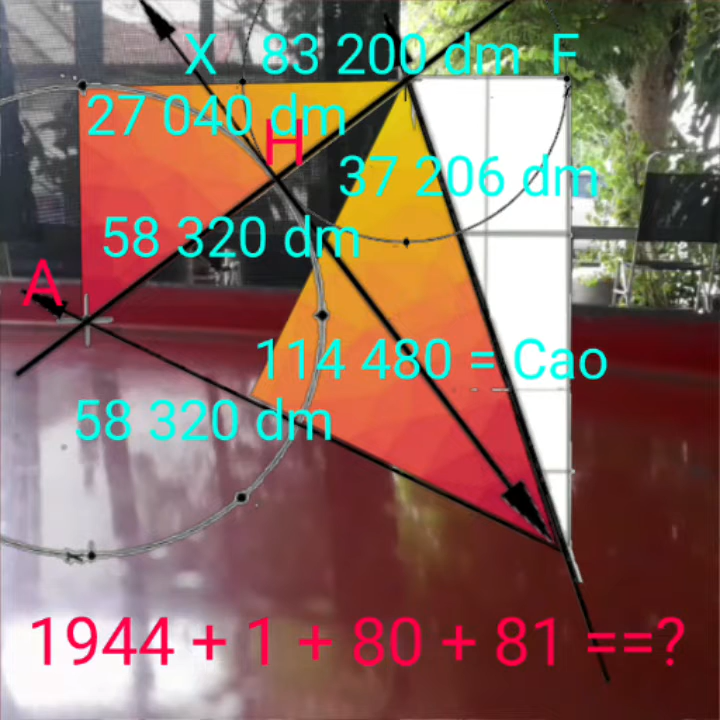 X 83 200 dm F
27 040 dm
H
37 206 dm
58 320 dm
A
114 480 = Cao
58 320 dm
1944 + 1 + 80 + 81 ==?